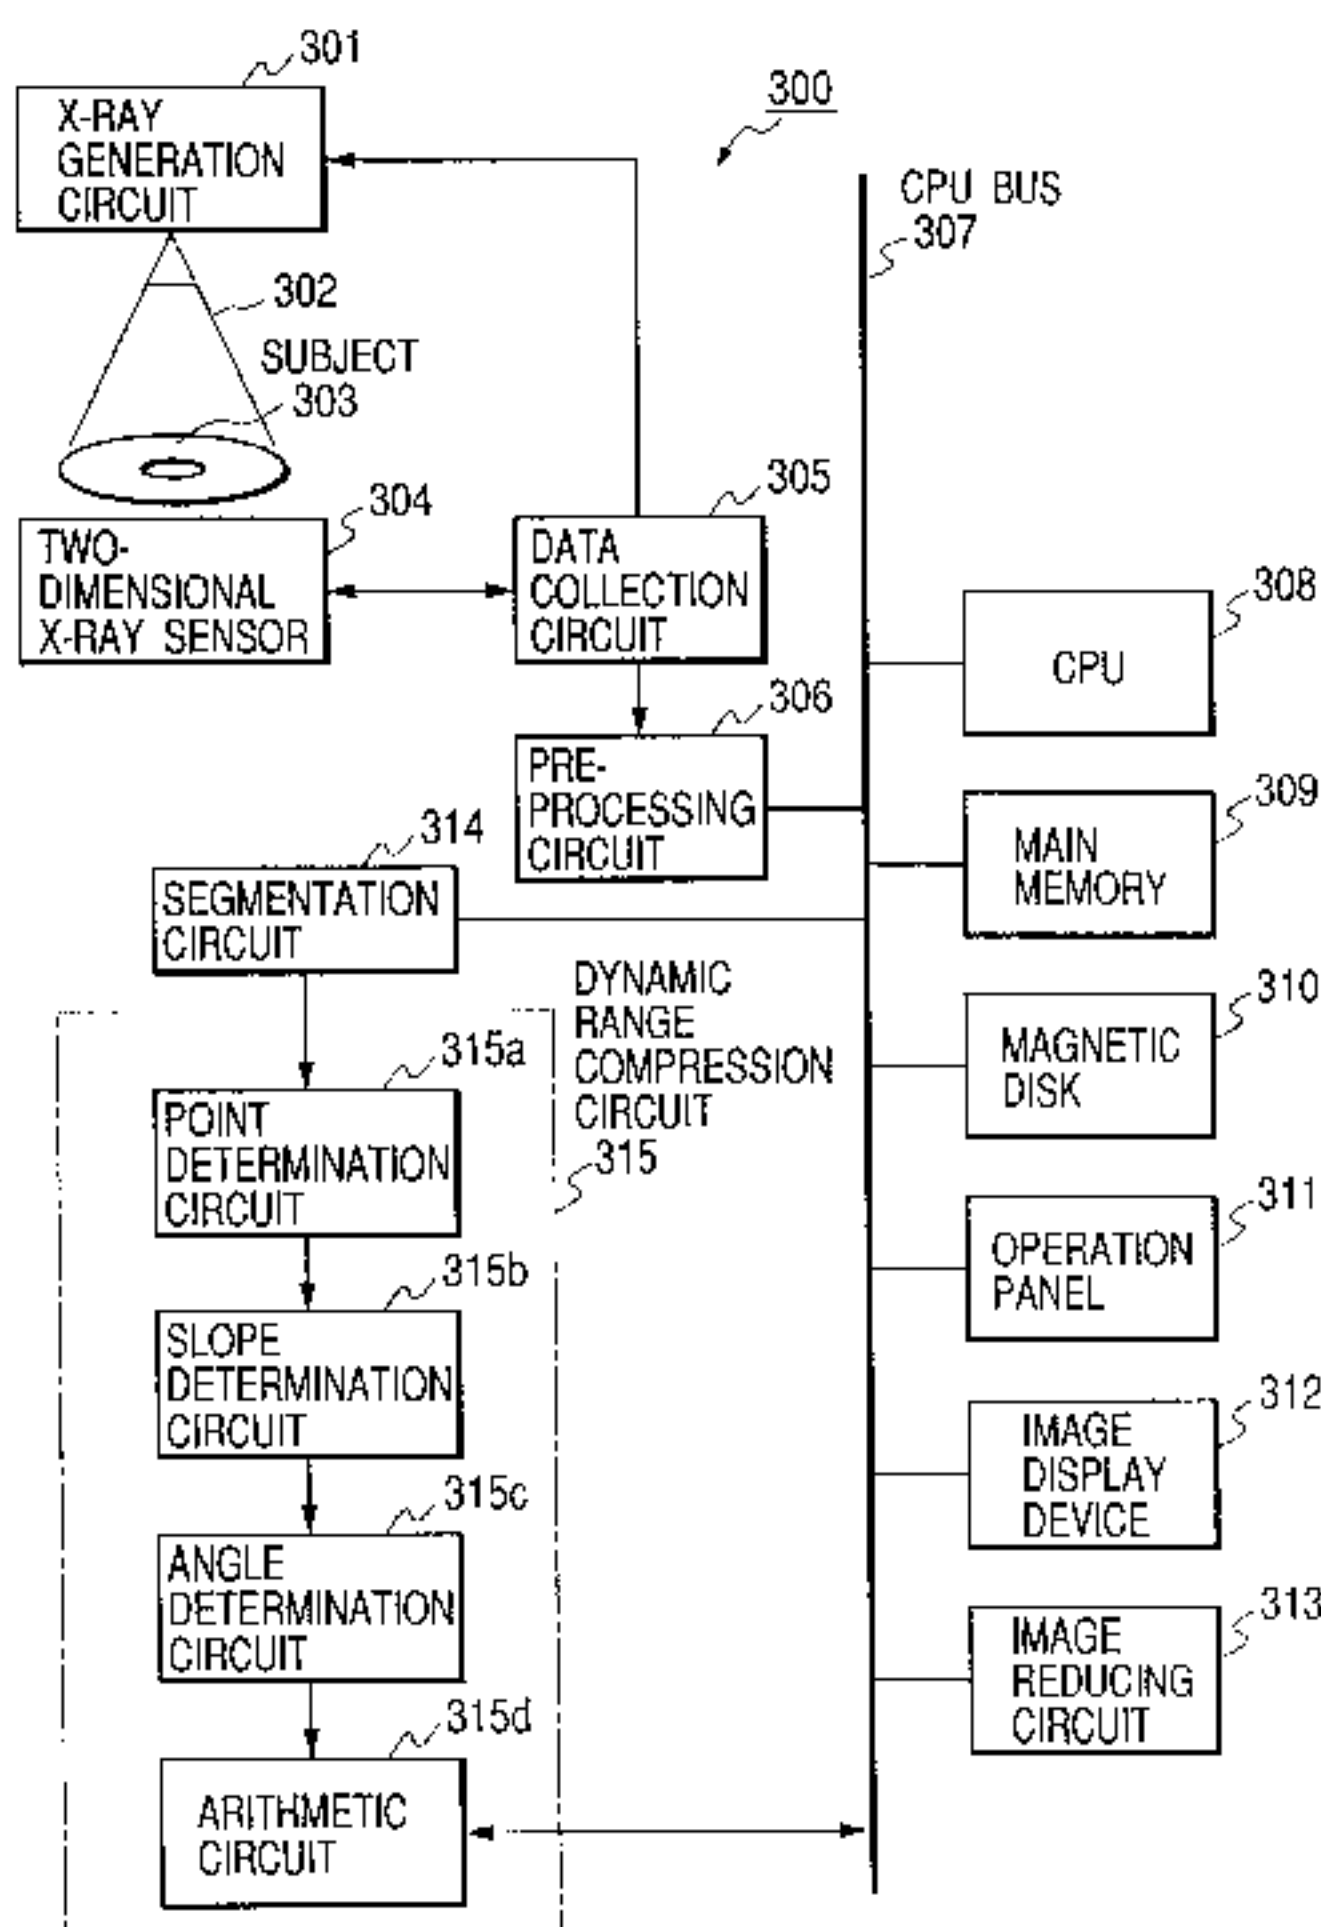 301
X-RAY
GENERATION
CIRCUIT
300
CPU BUS
307
302
SUBJECT
303
304
TWO-
DIMENSIONAL
X-RAY SENSOR
305
DATA
COLLECTION
CIRCUIT
306
PRE-
PROCESSING
CIRCUIT
308
CPU
309
MAIN
MEMORY
310
MAGNETIC
DISK
311
OPERATION
PANEL
312
IMAGE
DISPLAY
DEVICE
313
IMAGE
REDUCING
CIRCUIT
314
SEGMENTATION
CIRCUIT
DYNAMIC
RANGE
COMPRESSION
CIRCUIT
315
315a
POINT
DETERMINATION
CIRCUIT
315b
SLOPE
DETERMINATION
CIRCUIT
315c
ANGLE
DETERMINATION
CIRCUIT
315d
ARITHMETIC
CIRCUIT